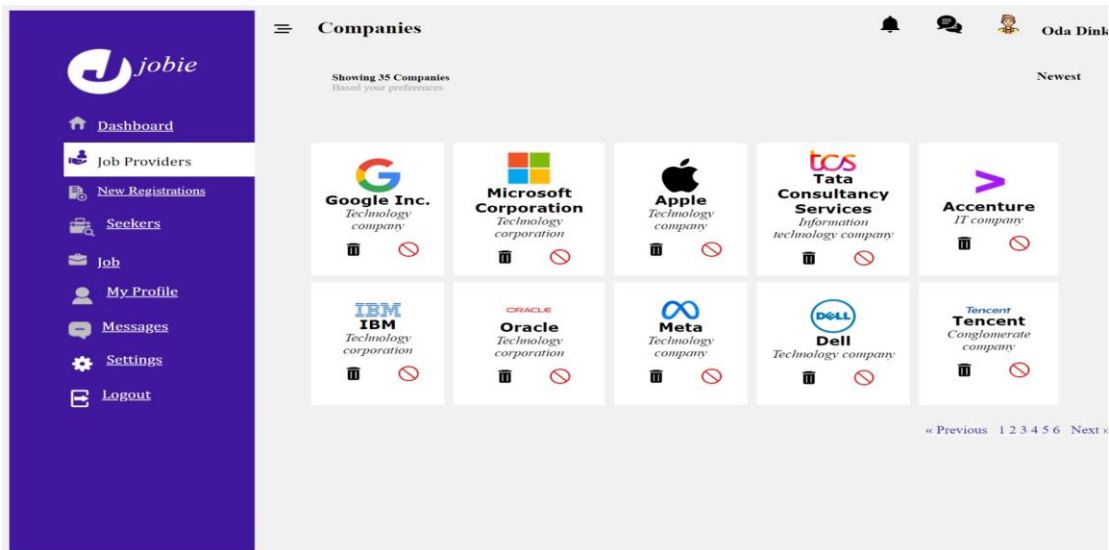 jobie
Dashboard
Job Providers
New Registrations
Seekers
Job
My Profile
Messages
Settings
Logout
Companies
Oda Dink
Showing 35 Companies
Based your preferences
Newest
Google Inc.
Technology
company
Microsoft
Corporation
Technology
corporation
Apple
Technology
company
tcs
Tata
Consultancy
Services
Information
technology company
>
Accenture
IT company
IBM
IBM
Technology
corporation
ORACLE
Oracle
Technology
corporation
Meta
Technology
company
DELL
Dell
Technology company
Tencent
Tencent
Conglomerate
company
« Previous 1 2 3 4 5 6 Next »